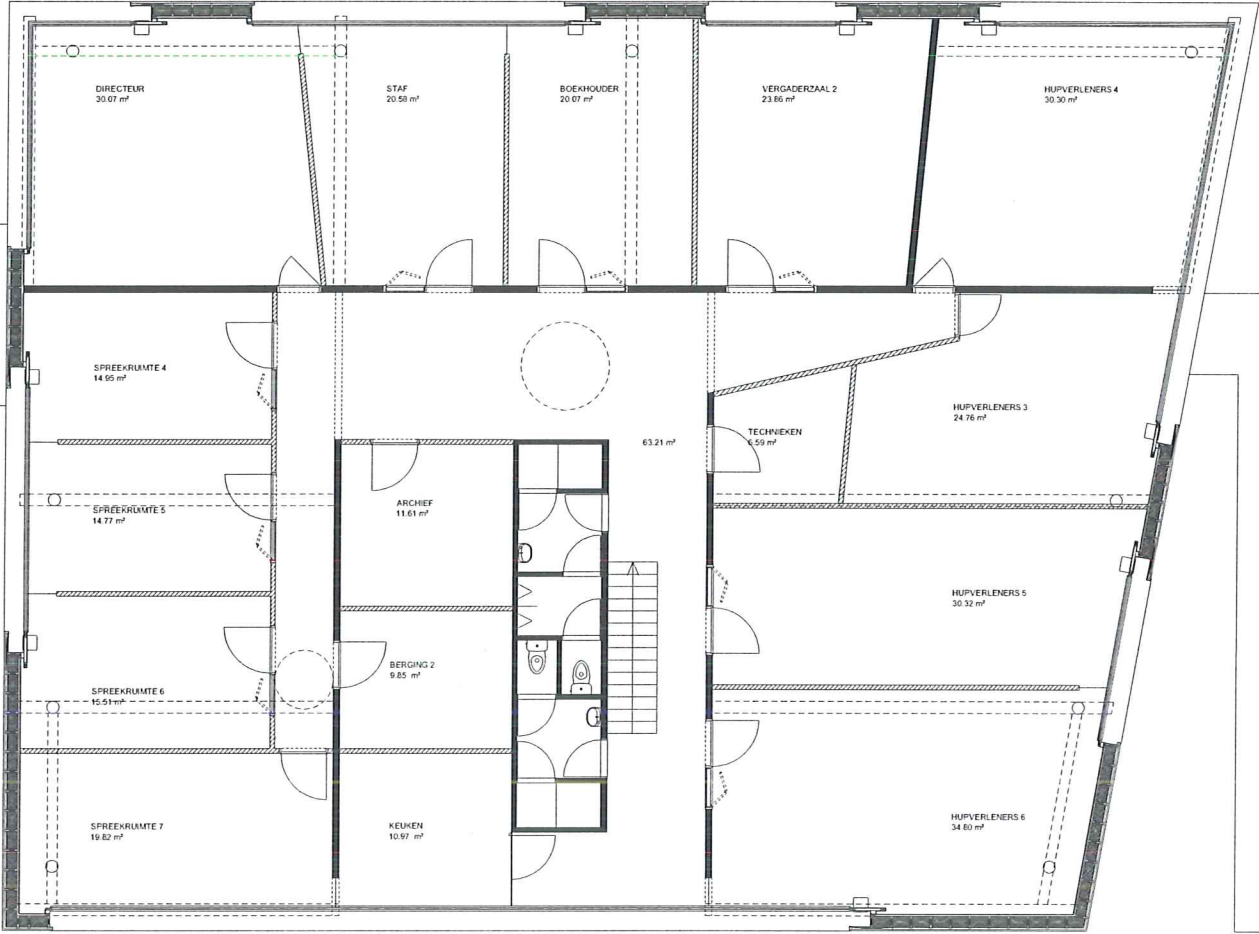 DIRECTEUR
30.07 m²
STAF
20.58 m²
BOEKHOUDER
20.07 m²
VERGADERZAAL 2
23.86 m²
HUPVERLENERS 4
30.30 m²
SPREEKRUIMTE 4
14.95 m²
HUPVERLENERS 3
24.76 m²
63.21 m²
TECHNIEKEN
6.59 m²
SPREEKRUIMTE 5
14.77 m²
ARCHIEF
11.61 m²
HUPVERLENERS 5
30.32 m²
BERGING 2
9.85 m²
SPREEKRUIMTE 6
15.51 m²
SPREEKRUIMTE 7
19.82 m²
KEUKEN
10.97 m²
HUPVERLENERS 6
34.80 m²